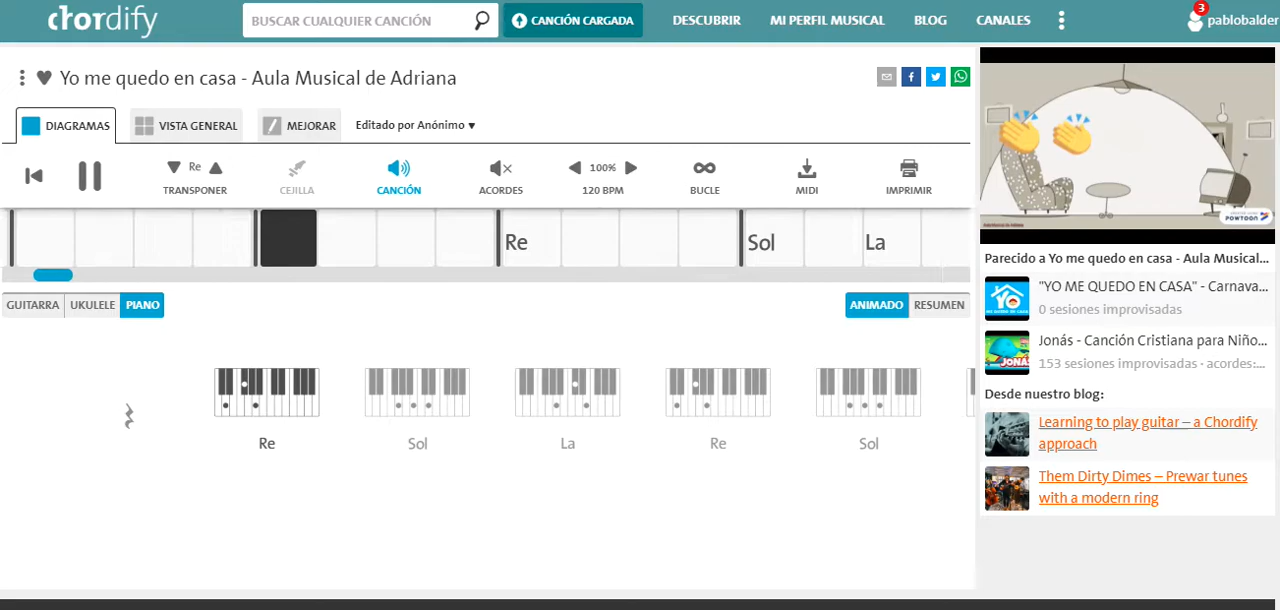 chordify
BUSCAR CUALQUIER CANCIÓN
CANCIÓN CARGADA
DESCUBRIR
MI PERFIL MUSICAL
BLOG
CANALES
3
pablobalder
Yo me quedo en casa - Aula Musical de Adriana
DIAGRAMAS
VISTA GENERAL
MEJORAR
Editado por Anónimo
Re
100%
TRANSPONER
CEJILLA
CANCIÓN
ACORDES
120 BPM
BUCLE
MIDI
IMPRIMIR
Re
Sol
La
GUITARRA
UKULELE
PIANO
ANIMADO
RESUMEN
Re
Sol
La
Re
Sol
POWTOON
Parecido a Yo me quedo en casa - Aula Musical...
"YO ME QUEDO EN CASA" - Carnava...
0 sesiones improvisadas
Jonás - Canción Cristiana para Niño...
153 sesiones improvisadas · acordes:...
Desde nuestro blog:
Learning to play guitar – a Chordify
approach
Them Dirty Dimes – Prewar tunes
with a modern ring